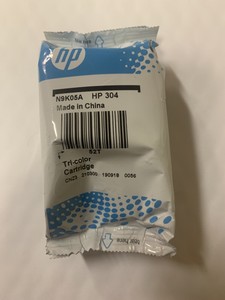 hp
N9K05A HP 304
Made in China
Tri-color
Cartridge